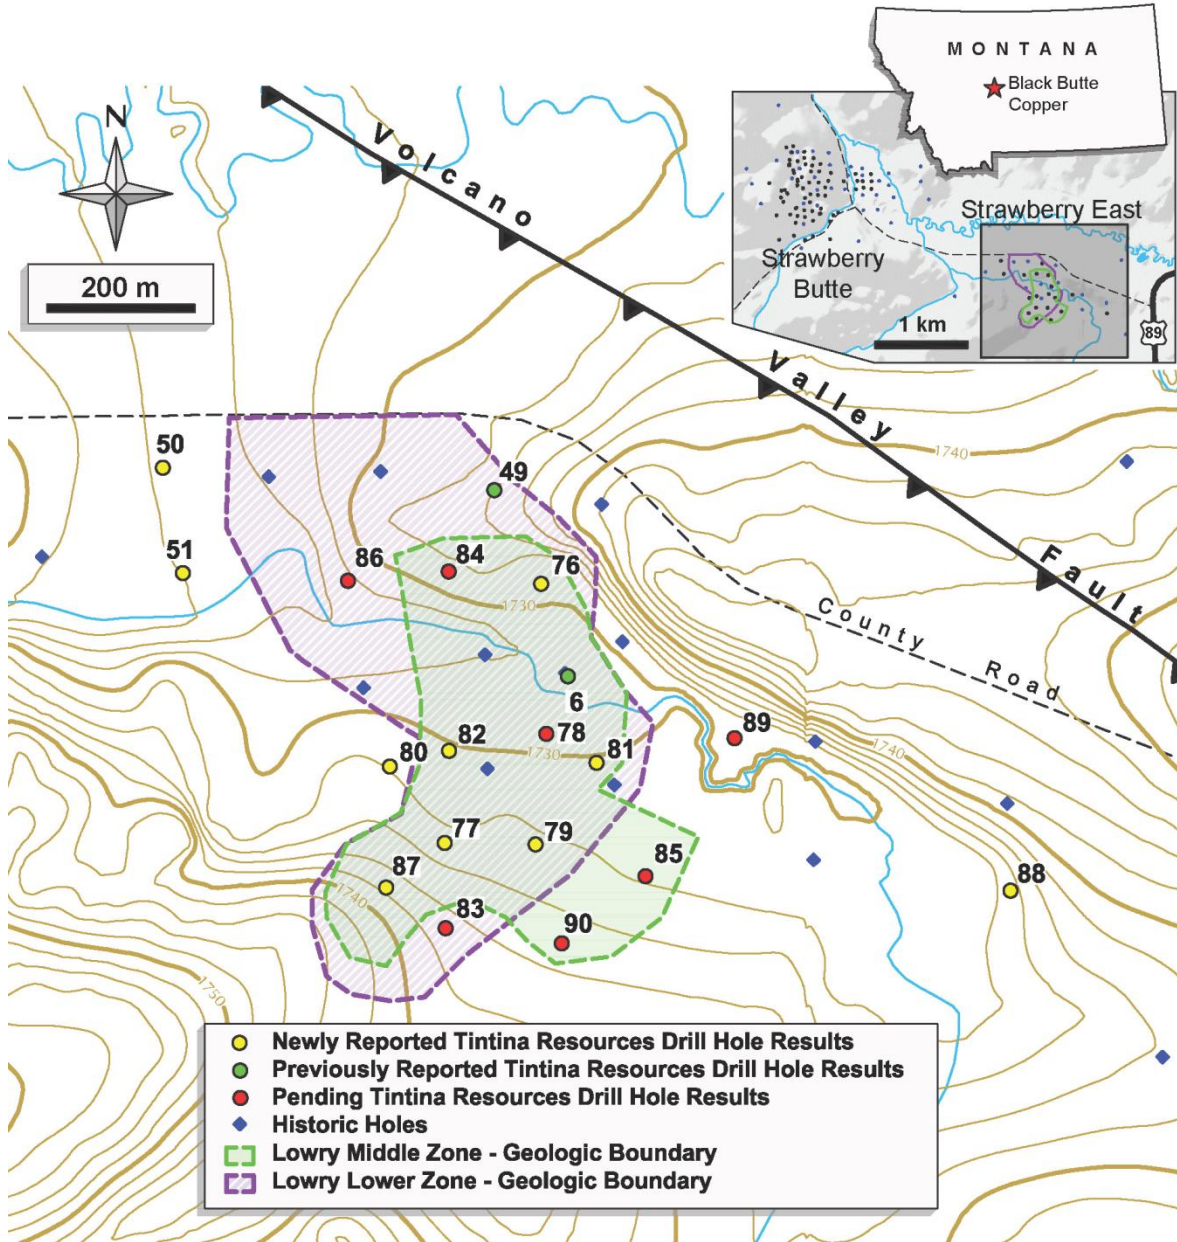 MONTANA
Black Butte
Copper
N
Volcano
Valley
Fault
200 m
Strawberry East
Strawberry
Butte
1 km
89
1740
50
49
51
86
84
76
1730
County
Road
6
78
89
82
81
80
1730
1740
77
79
85
87
88
1740
83
90
1750
Newly Reported Tintina Resources Drill Hole Results
Previously Reported Tintina Resources Drill Hole Results
Pending Tintina Resources Drill Hole Results
Historic Holes
Lowry Middle Zone - Geologic Boundary
Lowry Lower Zone - Geologic Boundary